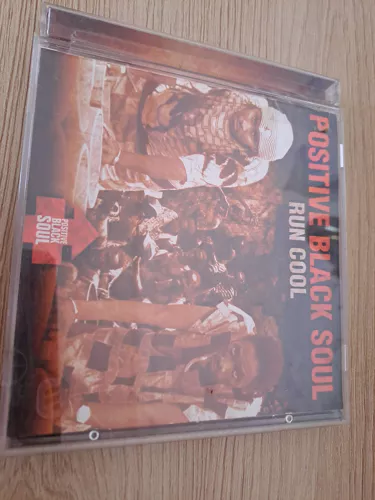 POSITIVE BLACK SOUL
RUN COOL
POSITIVE
BLACK
SOUL